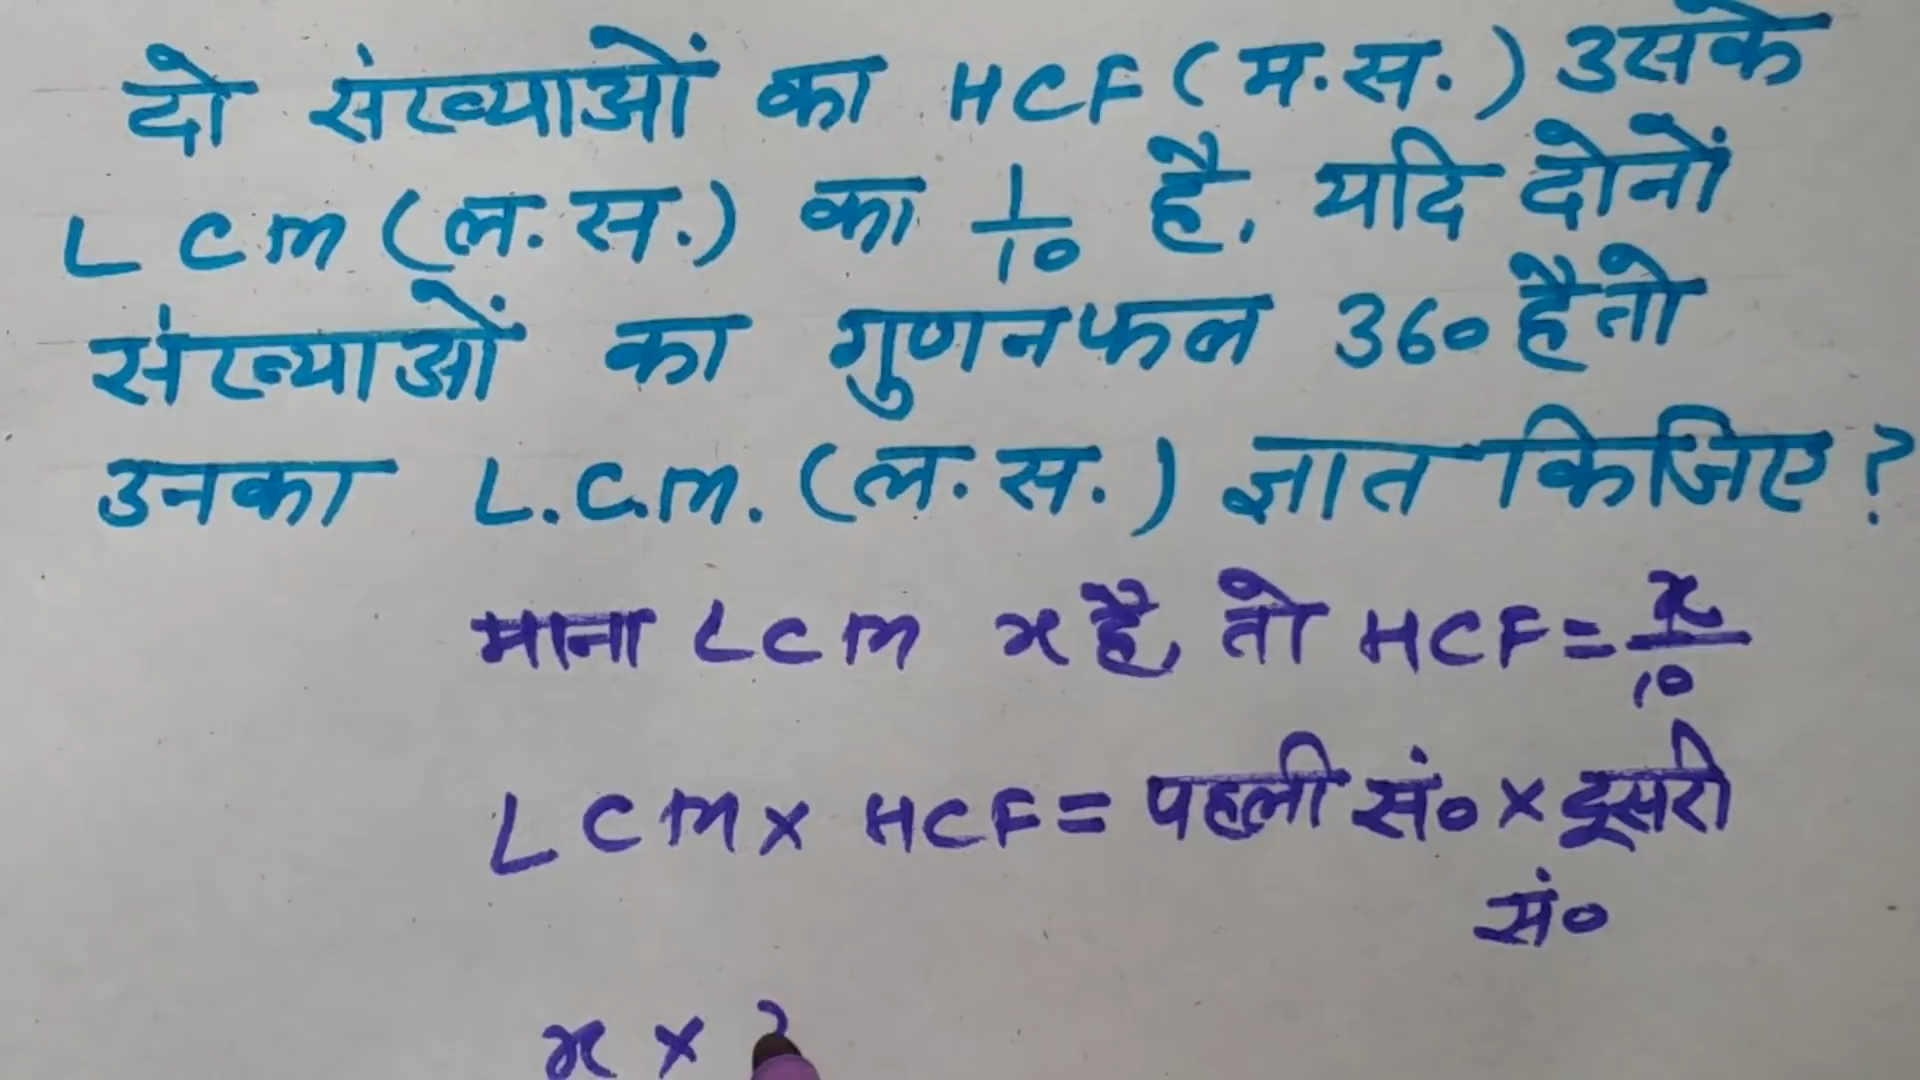 दो संख्याओं का HCF (म.स.) उसके
LCM (ल.स.) का 1/10 है, यदि दोनों
संख्याओं का गुणनफल 360 है तो
उनका L.C.M. (ल.स.) ज्ञात किजिए?
माना LCM x है, तो HCF = x/10
LCM × HCF = पहली सं० × दूसरी
सं०
x ×